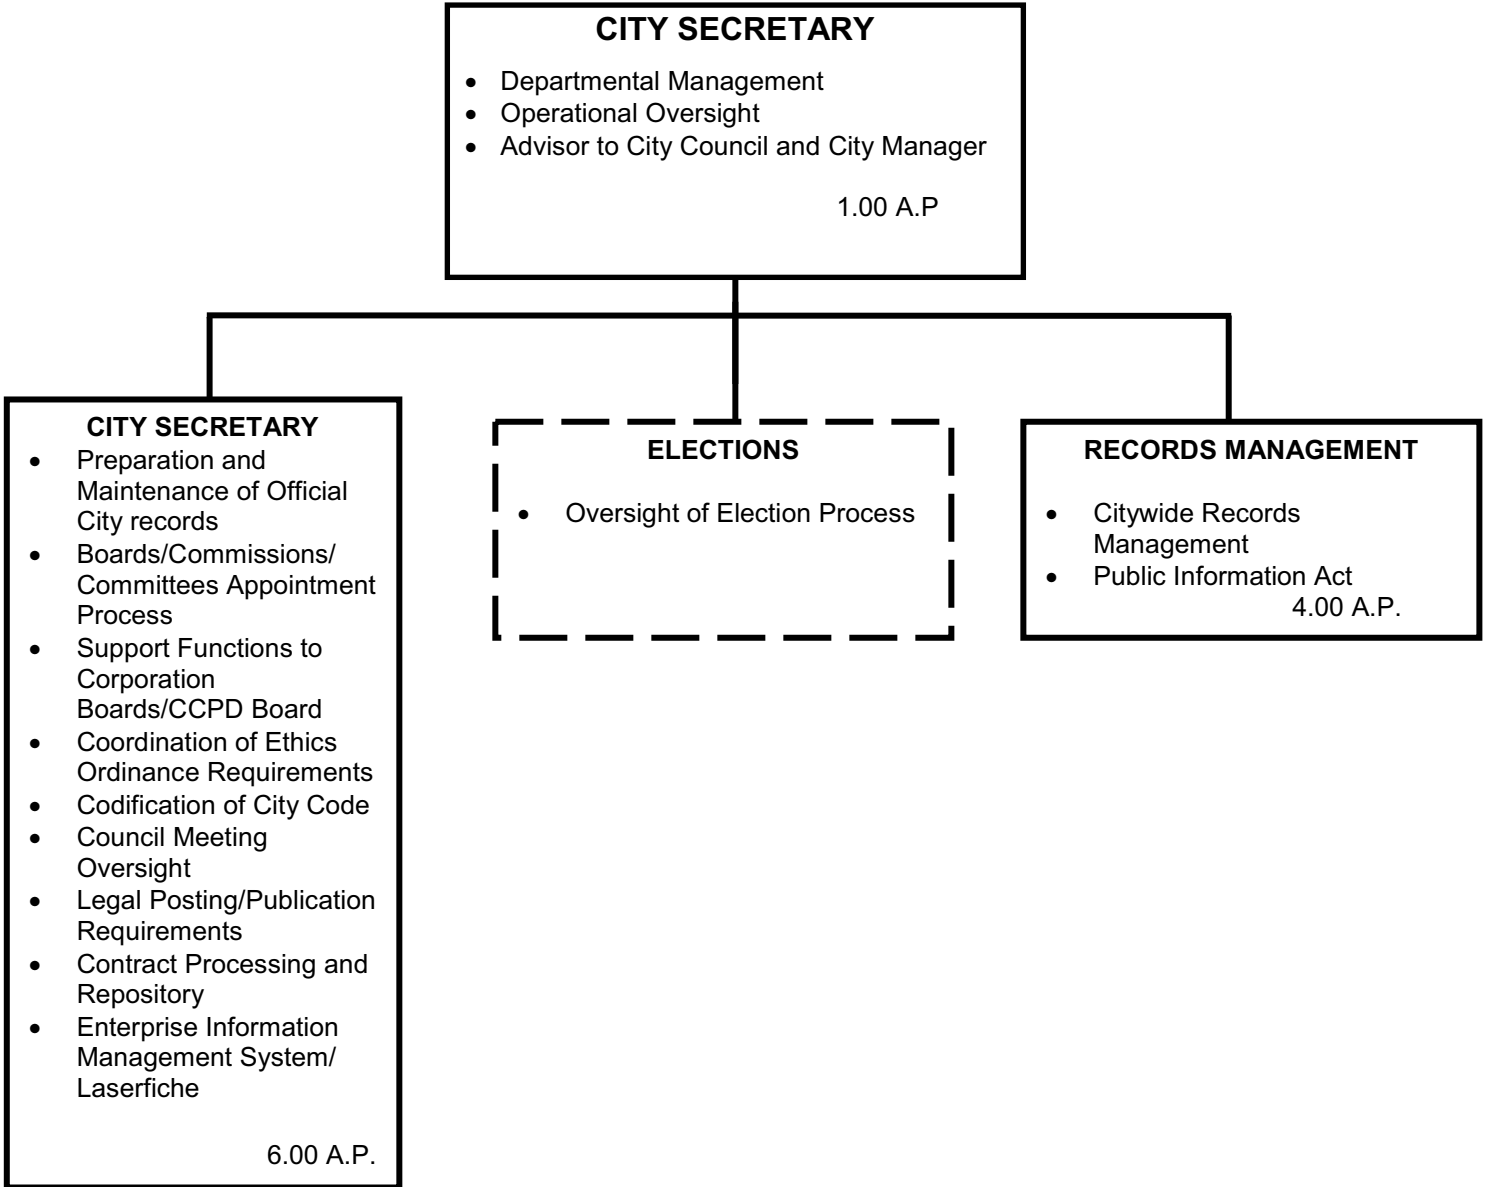 CITY SECRETARY
• Departmental Management
• Operational Oversight
• Advisor to City Council and City Manager
1.00 A.P
CITY SECRETARY
• Preparation and
Maintenance of Official
City records
• Boards/Commissions/
Committees Appointment
Process
• Support Functions to
Corporation
Boards/CCPD Board
• Coordination of Ethics
Ordinance Requirements
• Codification of City Code
• Council Meeting
Oversight
• Legal Posting/Publication
Requirements
• Contract Processing and
Repository
• Enterprise Information
Management System/
Laserfiche
6.00 A.P.
ELECTIONS
• Oversight of Election Process
RECORDS MANAGEMENT
• Citywide Records
Management
• Public Information Act
4.00 A.P.